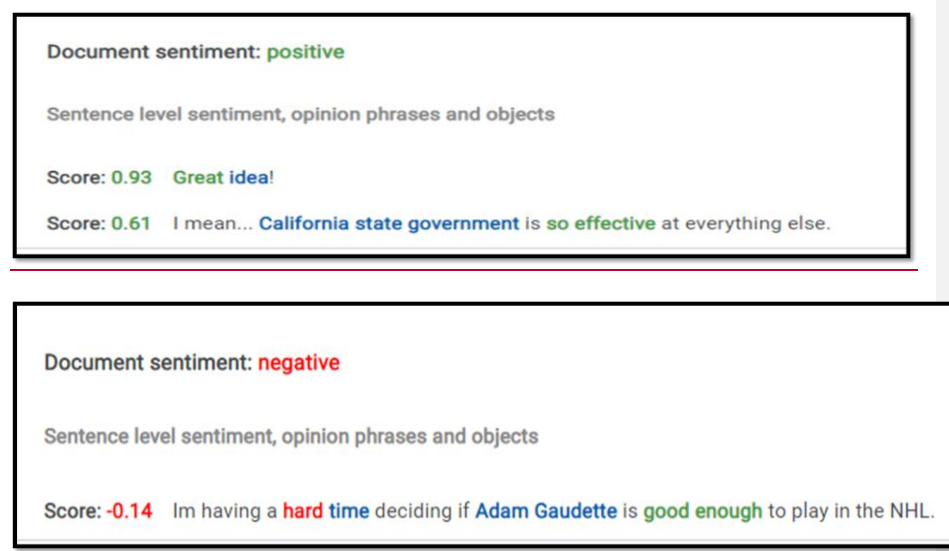 Document sentiment: positive
Sentence level sentiment, opinion phrases and objects
Score: 0.93 Great idea!
Score: 0.61 I mean... California state government is so effective at everything else.
Document sentiment: negative
Sentence level sentiment, opinion phrases and objects
Score: -0.14 Im having a hard time deciding if Adam Gaudette is good enough to play in the NHL.